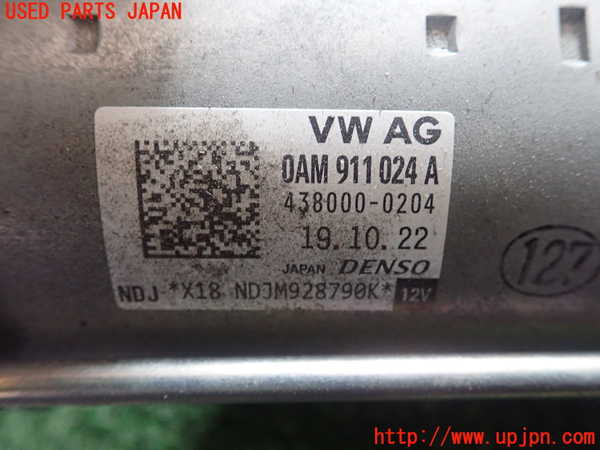 USED PARTS JAPAN
VW AG
0AM 911 024 A
438000-0204
19.10.22
JAPAN DENSO
NDJ *X18 NDJM928790K* 12V
127
http://www.upjpn.com/